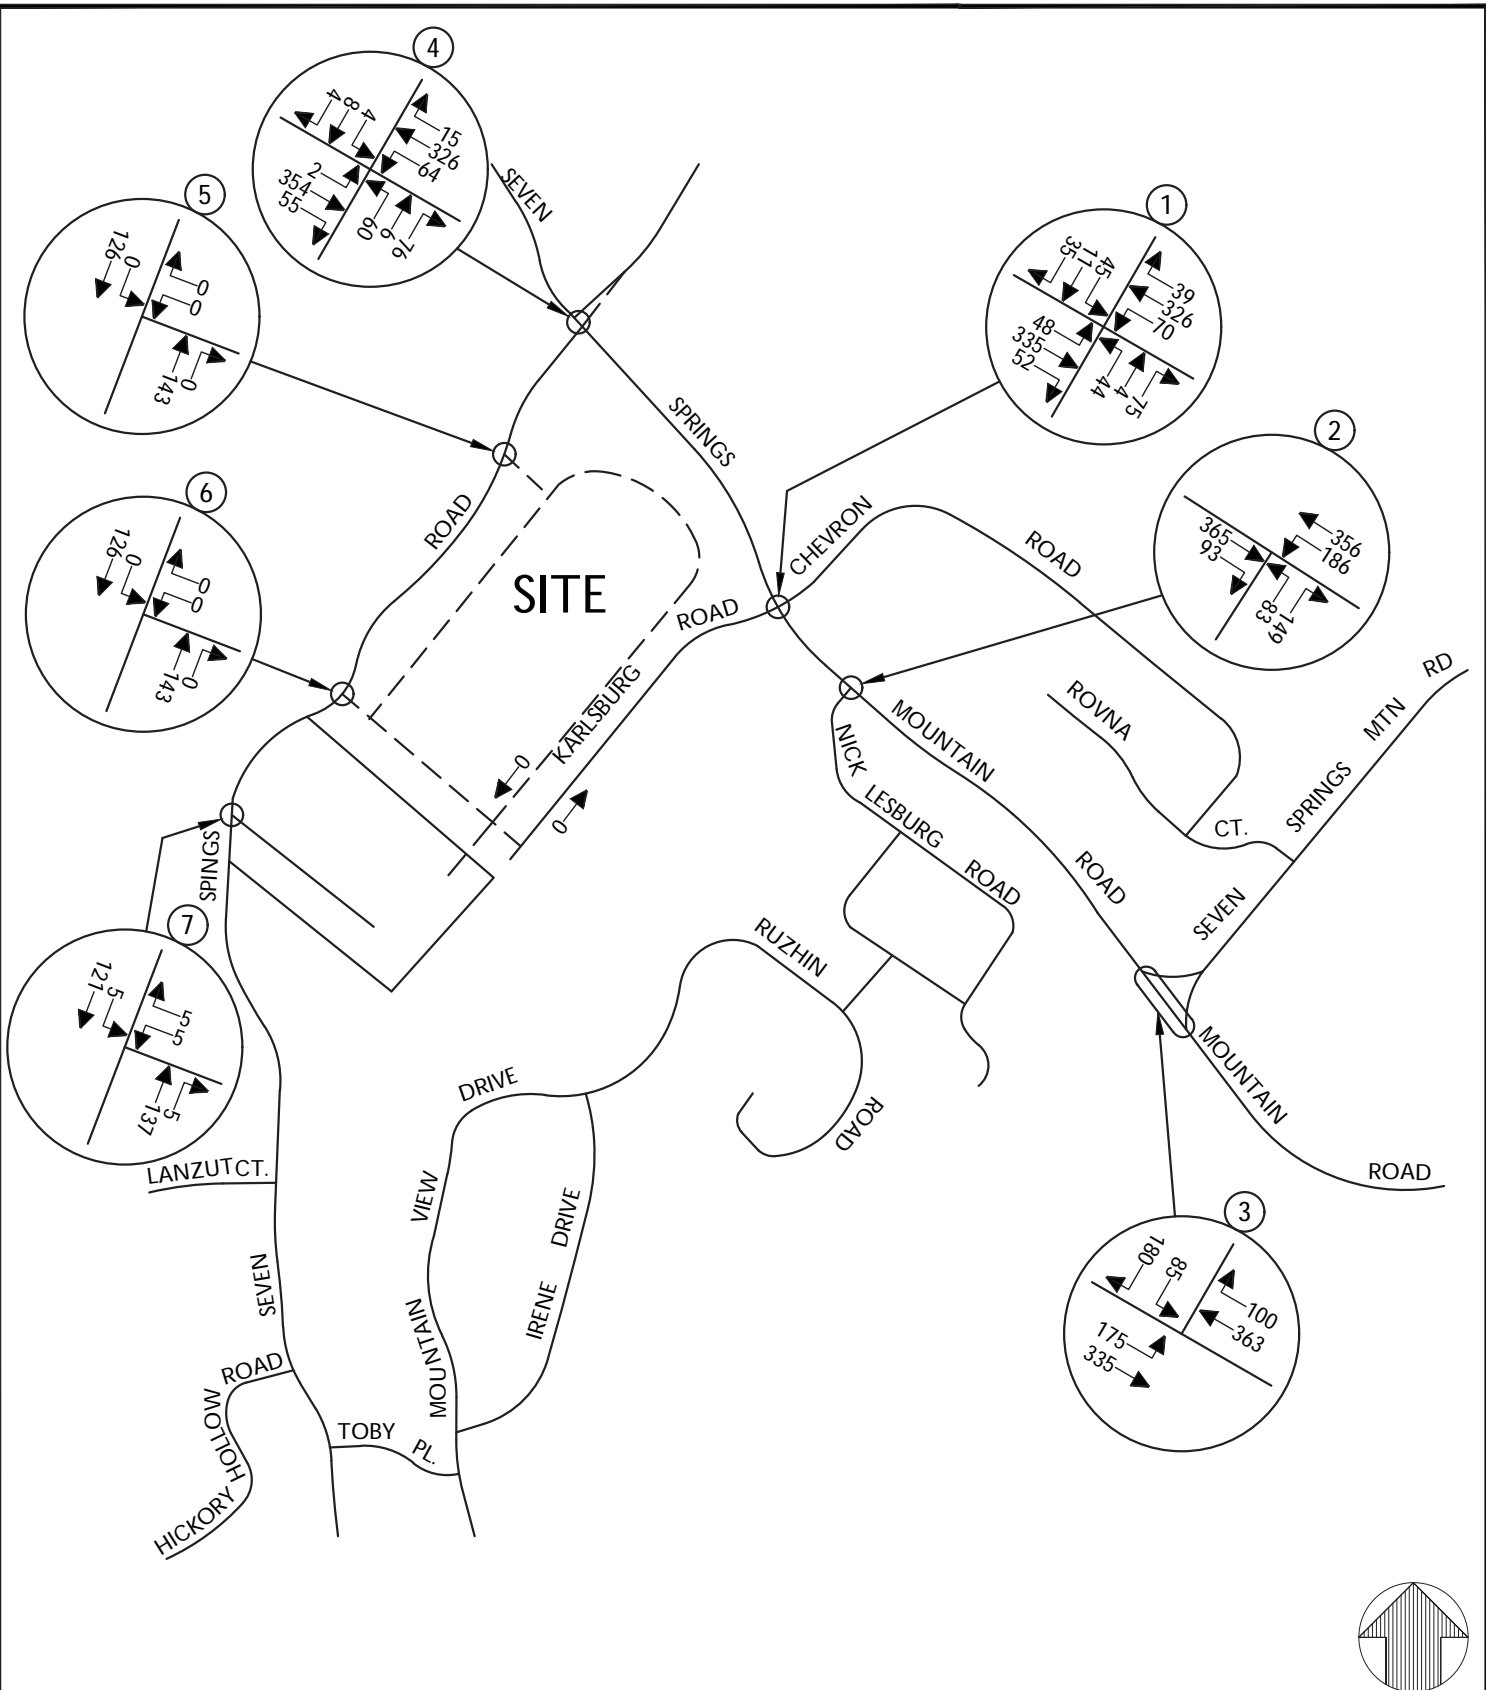 4
4
8
4
15
326
64
2
354
55
60
6
76
5
126
0
0
0
143
0
SEVEN
1
35
11
45
39
326
70
48
335
52
44
4
75
2
365
93
356
186
83
149
6
126
0
0
0
143
0
SPRINGS
ROAD
SITE
CHEVRON
ROAD
KARLSBURG
ROAD
0
0
ROVNA
CT.
MOUNTAIN
ROAD
NICK
LESBURG
ROAD
SEVEN
SPRINGS
MTN
RD
SPINGS
7
121
5
5
5
137
5
RUZHIN
ROAD
MOUNTAIN
ROAD
DRIVE
VIEW
MOUNTAIN
IRENE
DRIVE
LANZUT CT.
SEVEN
3
180
85
100
363
175
335
ROAD
HOLLOW
HICKORY
TOBY
PL.